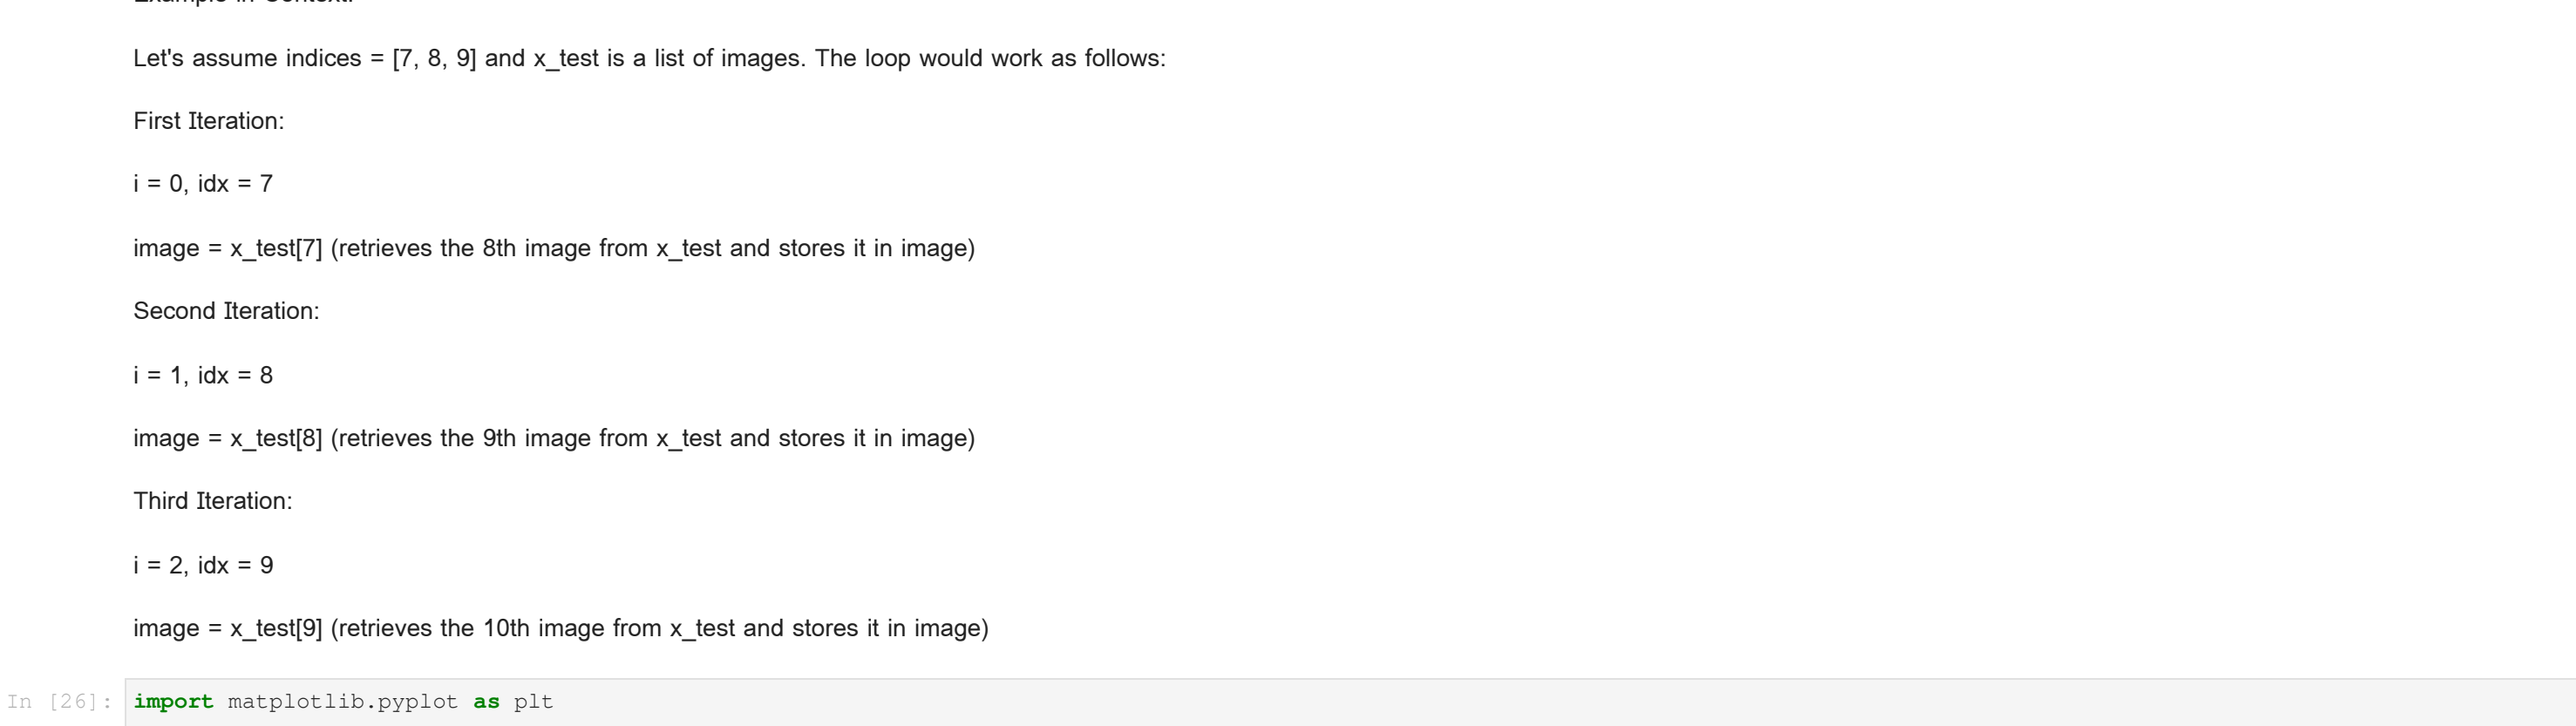 Example in Context:
Let's assume indices = [7, 8, 9] and x_test is a list of images. The loop would work as follows:
First Iteration:
i = 0, idx = 7
image = x_test[7] (retrieves the 8th image from x_test and stores it in image)
Second Iteration:
i = 1, idx = 8
image = x_test[8] (retrieves the 9th image from x_test and stores it in image)
Third Iteration:
i = 2, idx = 9
image = x_test[9] (retrieves the 10th image from x_test and stores it in image)
In [26]: import matplotlib.pyplot as plt